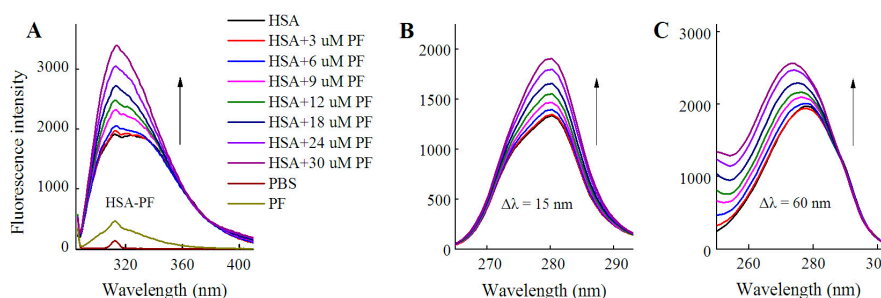 A
Fluorescence intensity
3000
2000
1000
0
320
360
400
Wavelength (nm)
HSA-PF
HSA
HSA+3 uM PF
HSA+6 uM PF
HSA+9 uM PF
HSA+12 uM PF
HSA+18 uM PF
HSA+24 uM PF
HSA+30 uM PF
PBS
PF
B
2000
1500
1000
500
0
270
280
290
Δλ = 15 nm
Wavelength (nm)
C
3000
2000
1000
0
250
260
270
280
290
Δλ = 60 nm
Wavelength (nm)